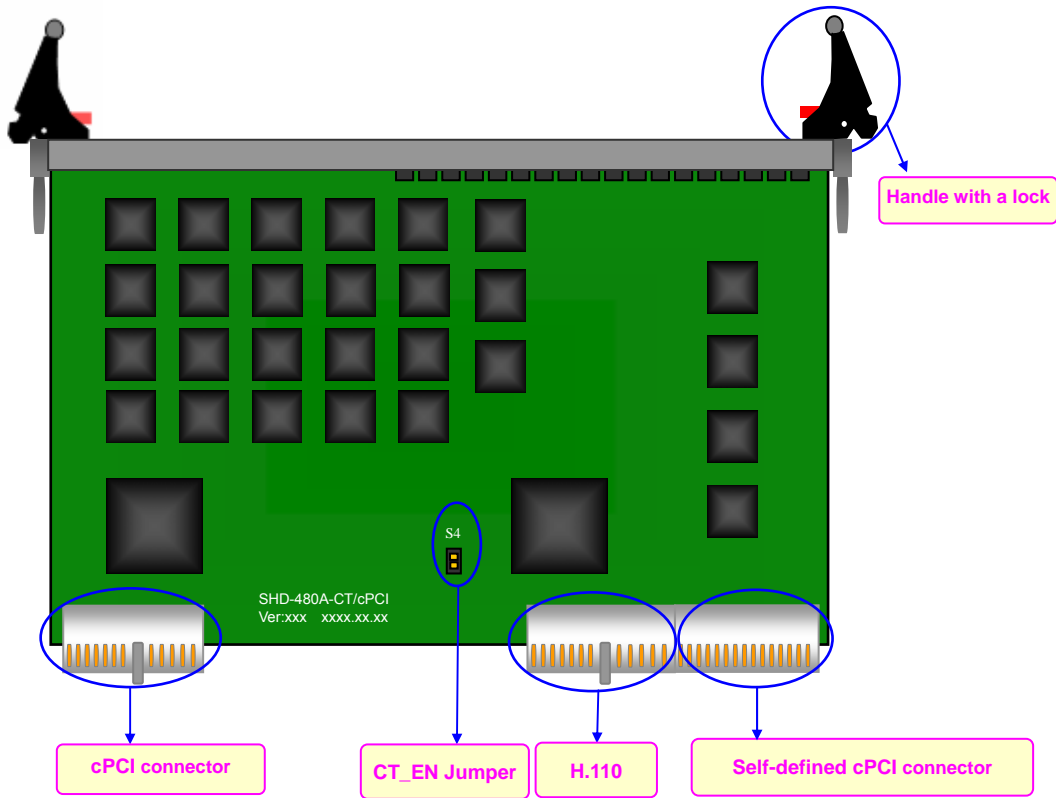 Handle with a lock
S4
SHD-480A-CT/cPCI
Ver:xxx xxxx.xx.xx
cPCI connector
CT_EN Jumper
H.110
Self-defined cPCI connector